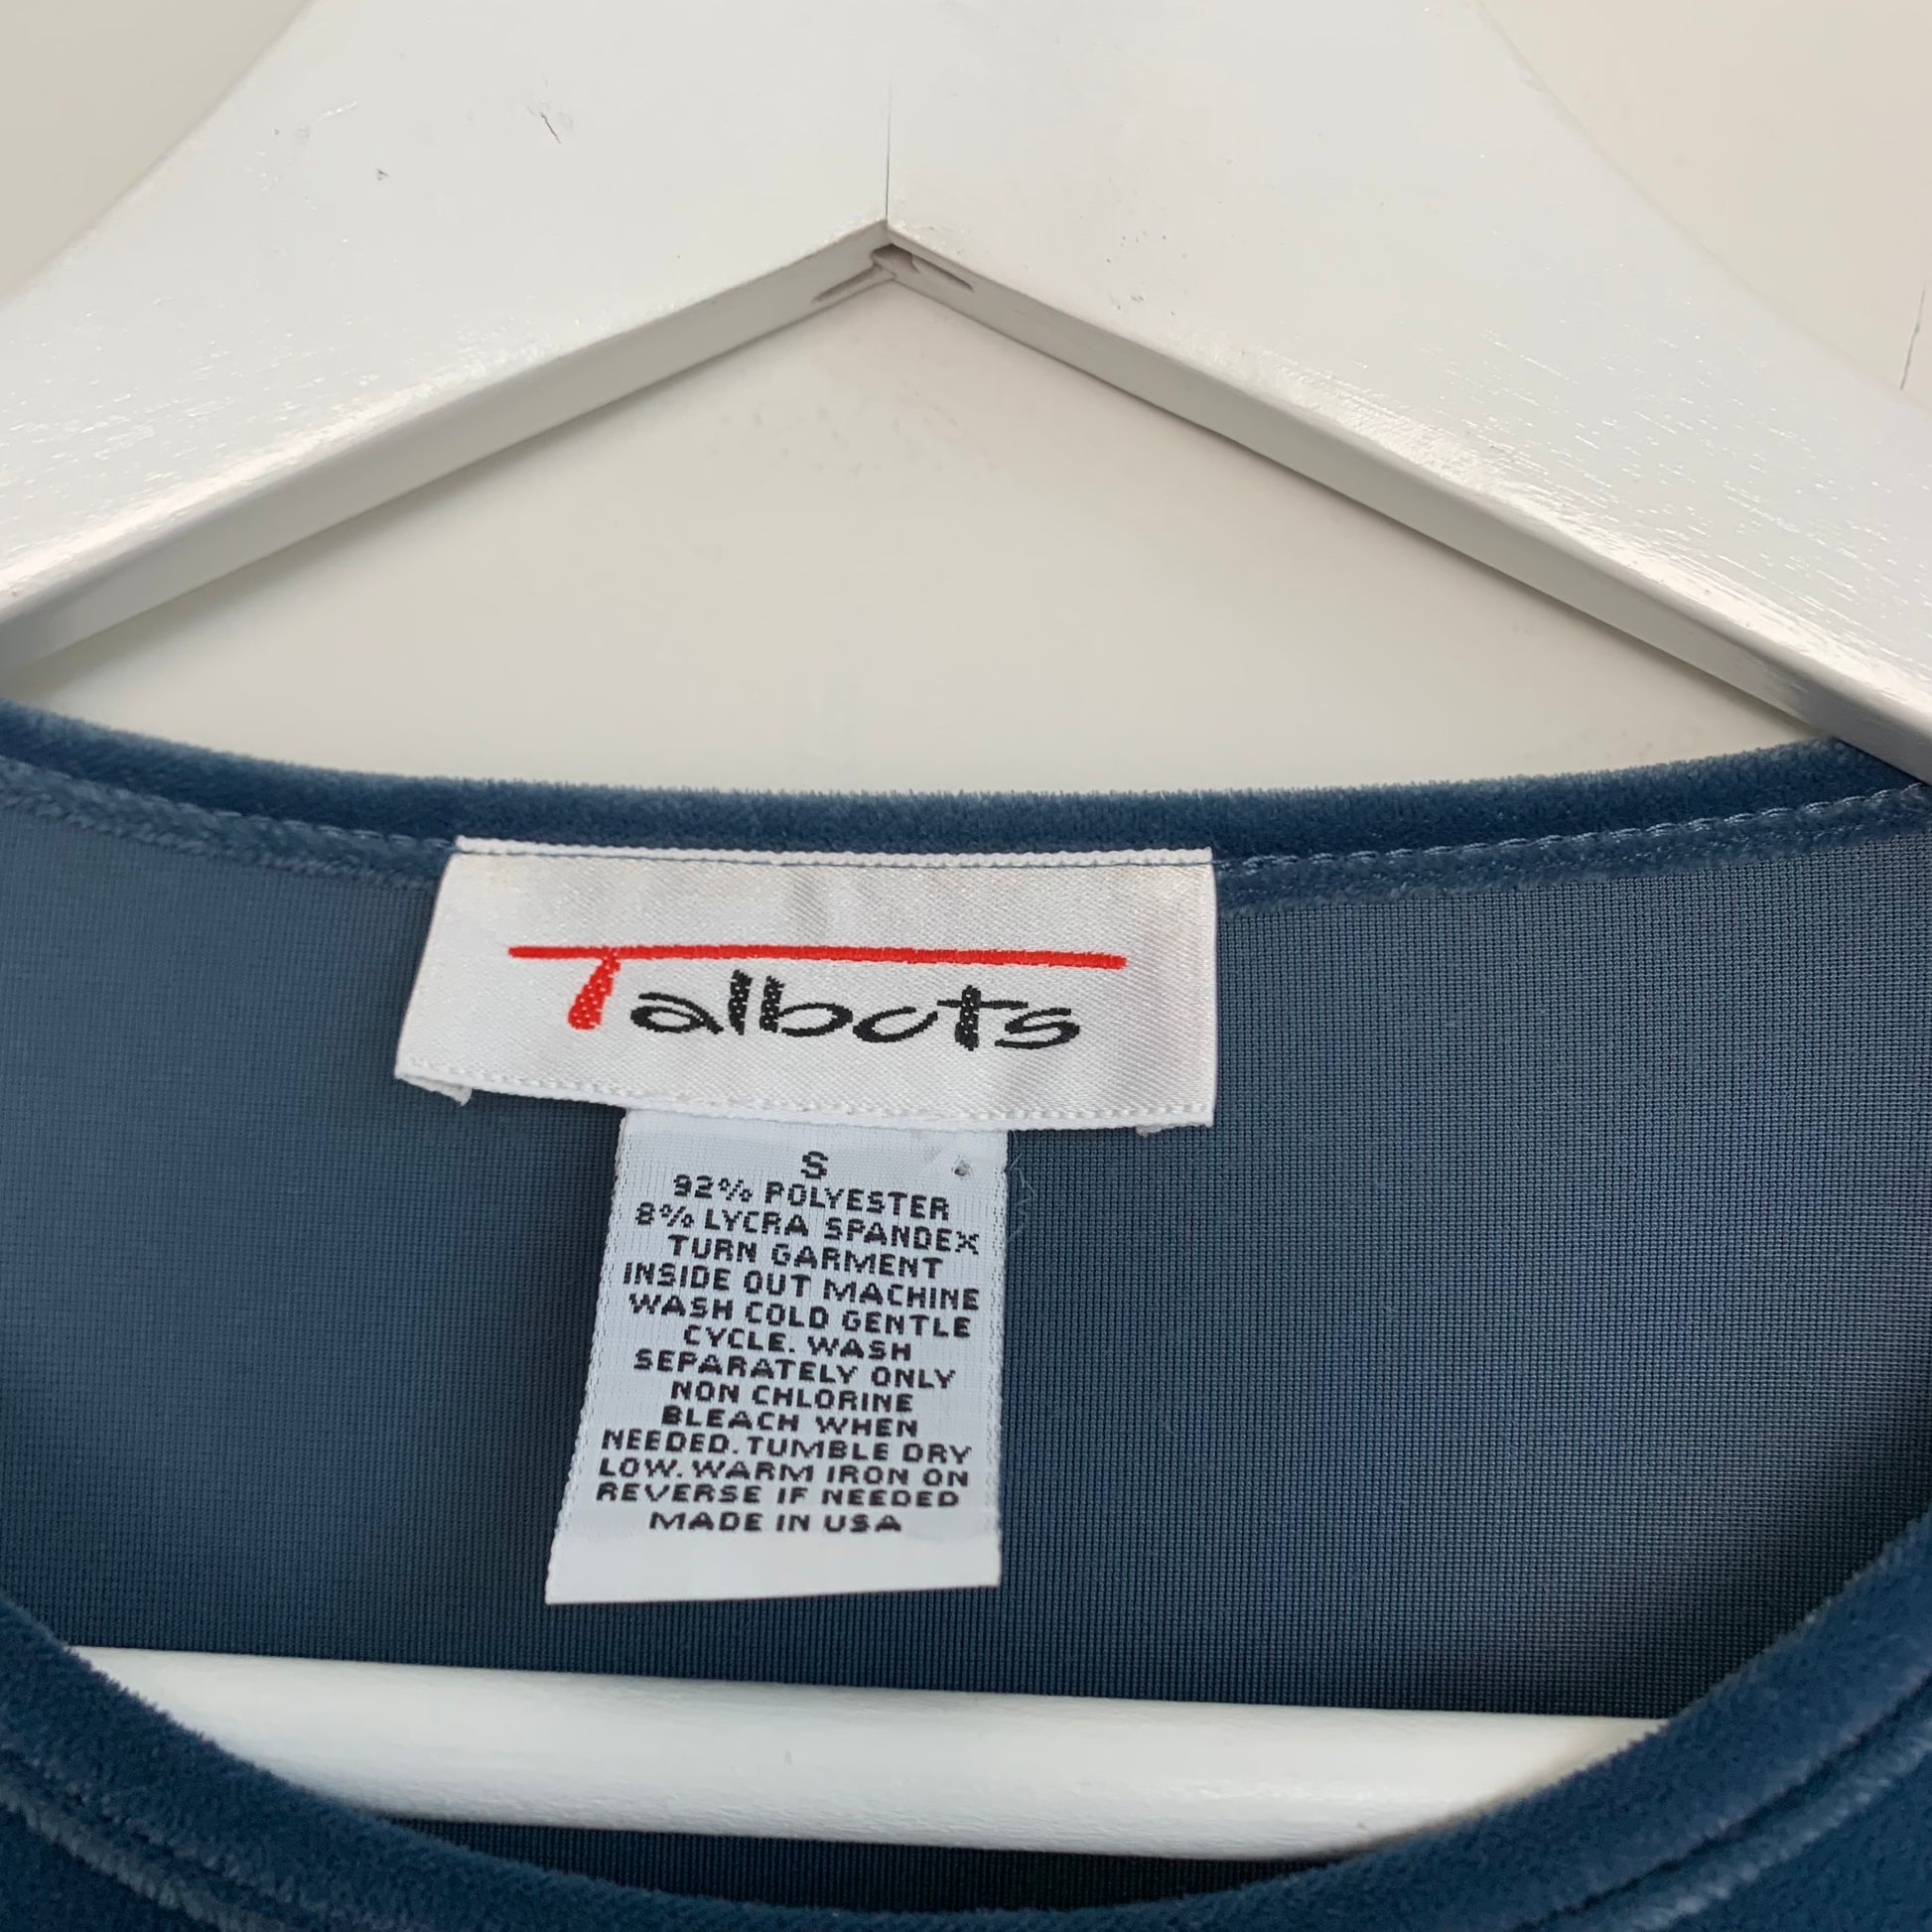 Talbots
S
92% POLYESTER
8% LYCRA SPANDEX
TURN GARMENT
INSIDE OUT MACHINE
WASH COLD GENTLE
CYCLE. WASH
SEPARATELY ONLY
NON CHLORINE
BLEACH WHEN
NEEDED. TUMBLE DRY
LOW. WARM IRON ON
REVERSE IF NEEDED
MADE IN USA